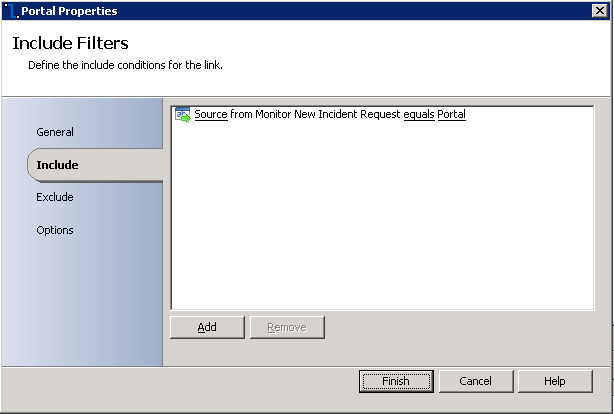 Portal Properties
Include Filters
Define the include conditions for the link.
General
Include
Exclude
Options
Source from Monitor New Incident Request equals Portal
Add
Remove
Finish
Cancel
Help